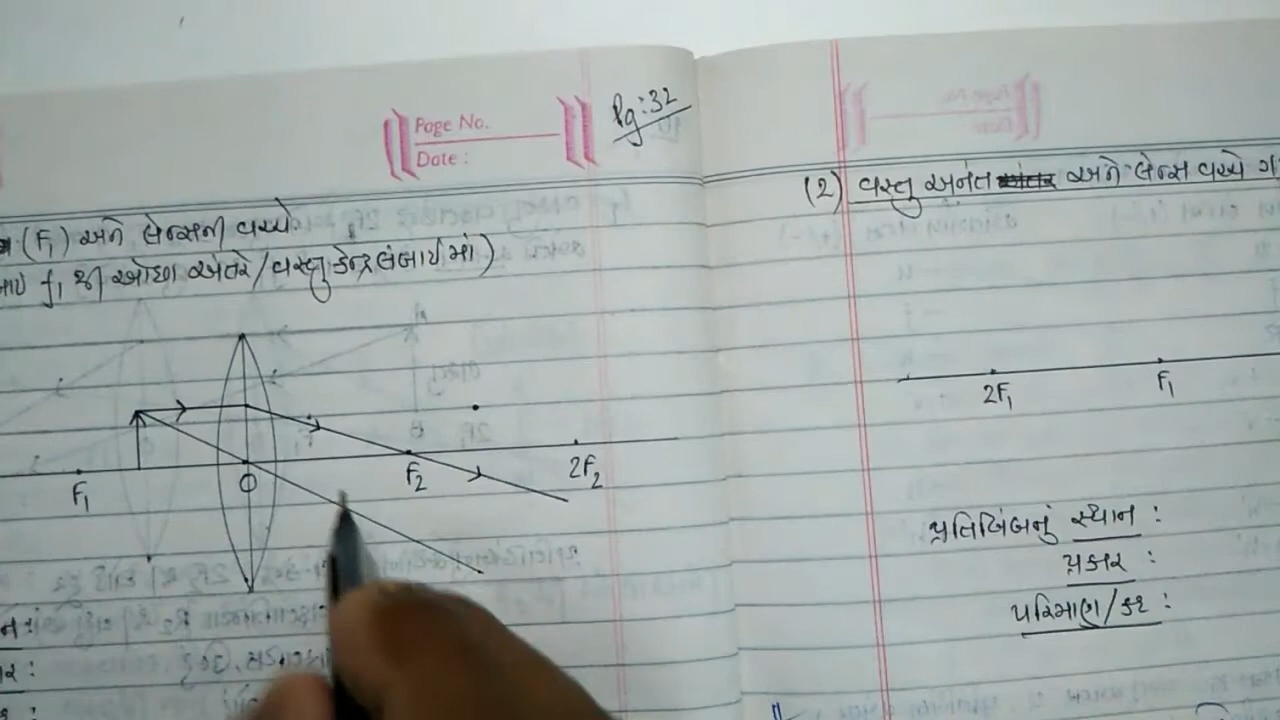 Page No.
Date :
Pg:32
(F₁) અને લેન્સની વચ્ચે
f₁ થી ઓછા અંતરે/વસ્તુ કેન્દ્રલંબાઈમાં)
F₁
O
F₂
2F₂
(2) વસ્તુ અનંત અને લેન્સ વચ્ચે
2F₁
F₁
પ્રતિબિંબનું સ્થાન :
પ્રકાર :
પરિમાણ/કદ :